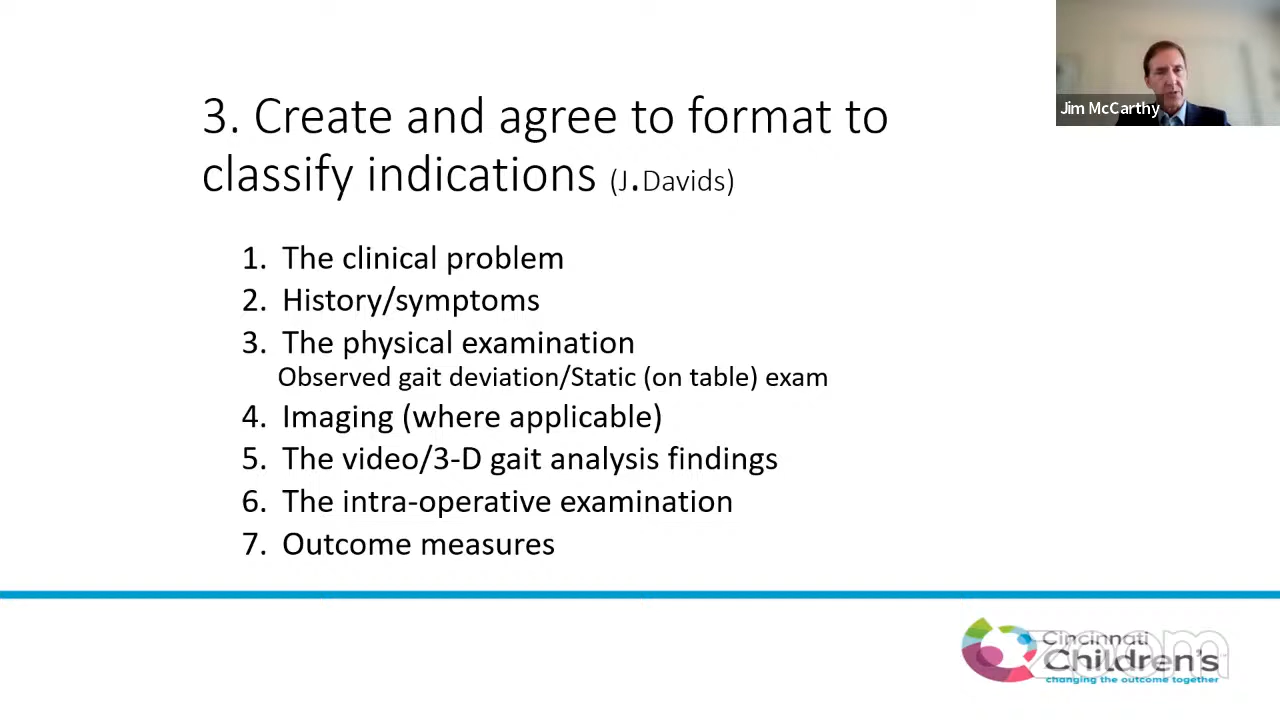 Jim McCarthy
3. Create and agree to format to
classify indications (J.Davids)
1. The clinical problem
2. History/symptoms
3. The physical examination
Observed gait deviation/Static (on table) exam
4. Imaging (where applicable)
5. The video/3-D gait analysis findings
6. The intra-operative examination
7. Outcome measures
zoom
Cincinnati
Children's
changing the outcome together